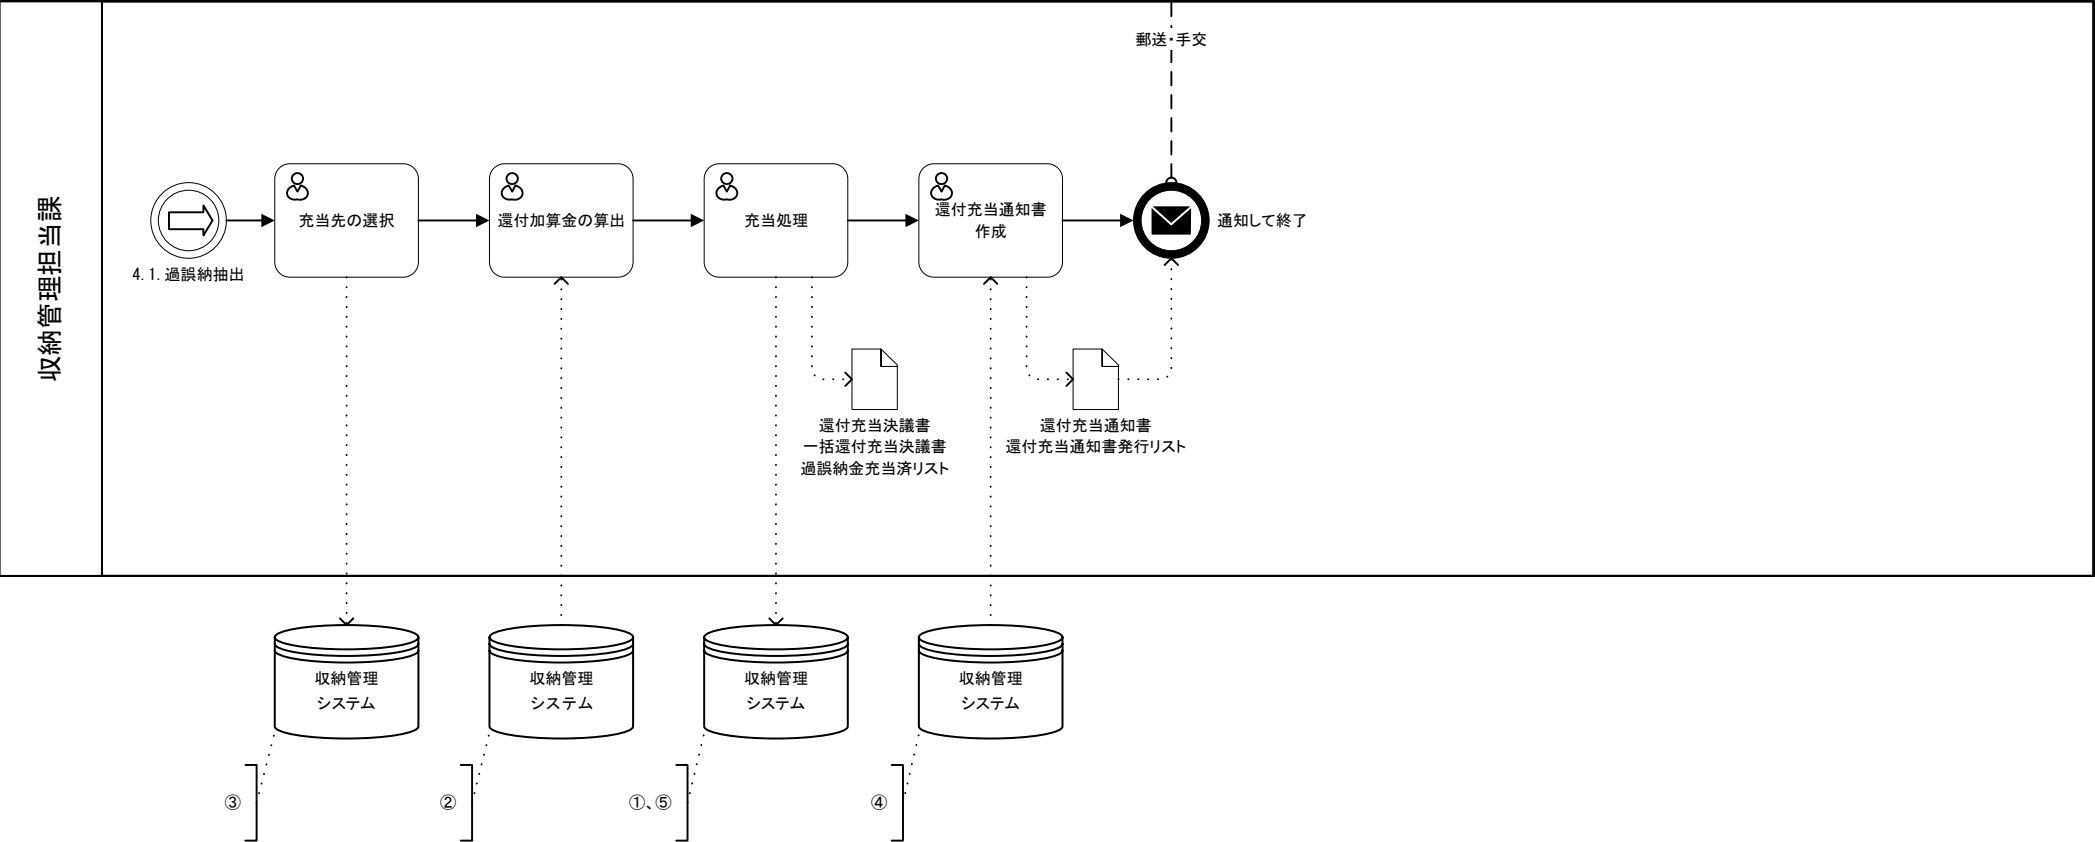 郵送・手交
収納管理担当課
4.1.過誤納抽出
充当先の選択
還付加算金の算出
充当処理
還付充当通知書
作成
通知して終了
還付充当決議書
一括還付充当決議書
過誤納金充当済リスト
還付充当通知書
還付充当通知書発行リスト
収納管理
システム
収納管理
システム
収納管理
システム
収納管理
システム
③
②
①、⑤
④